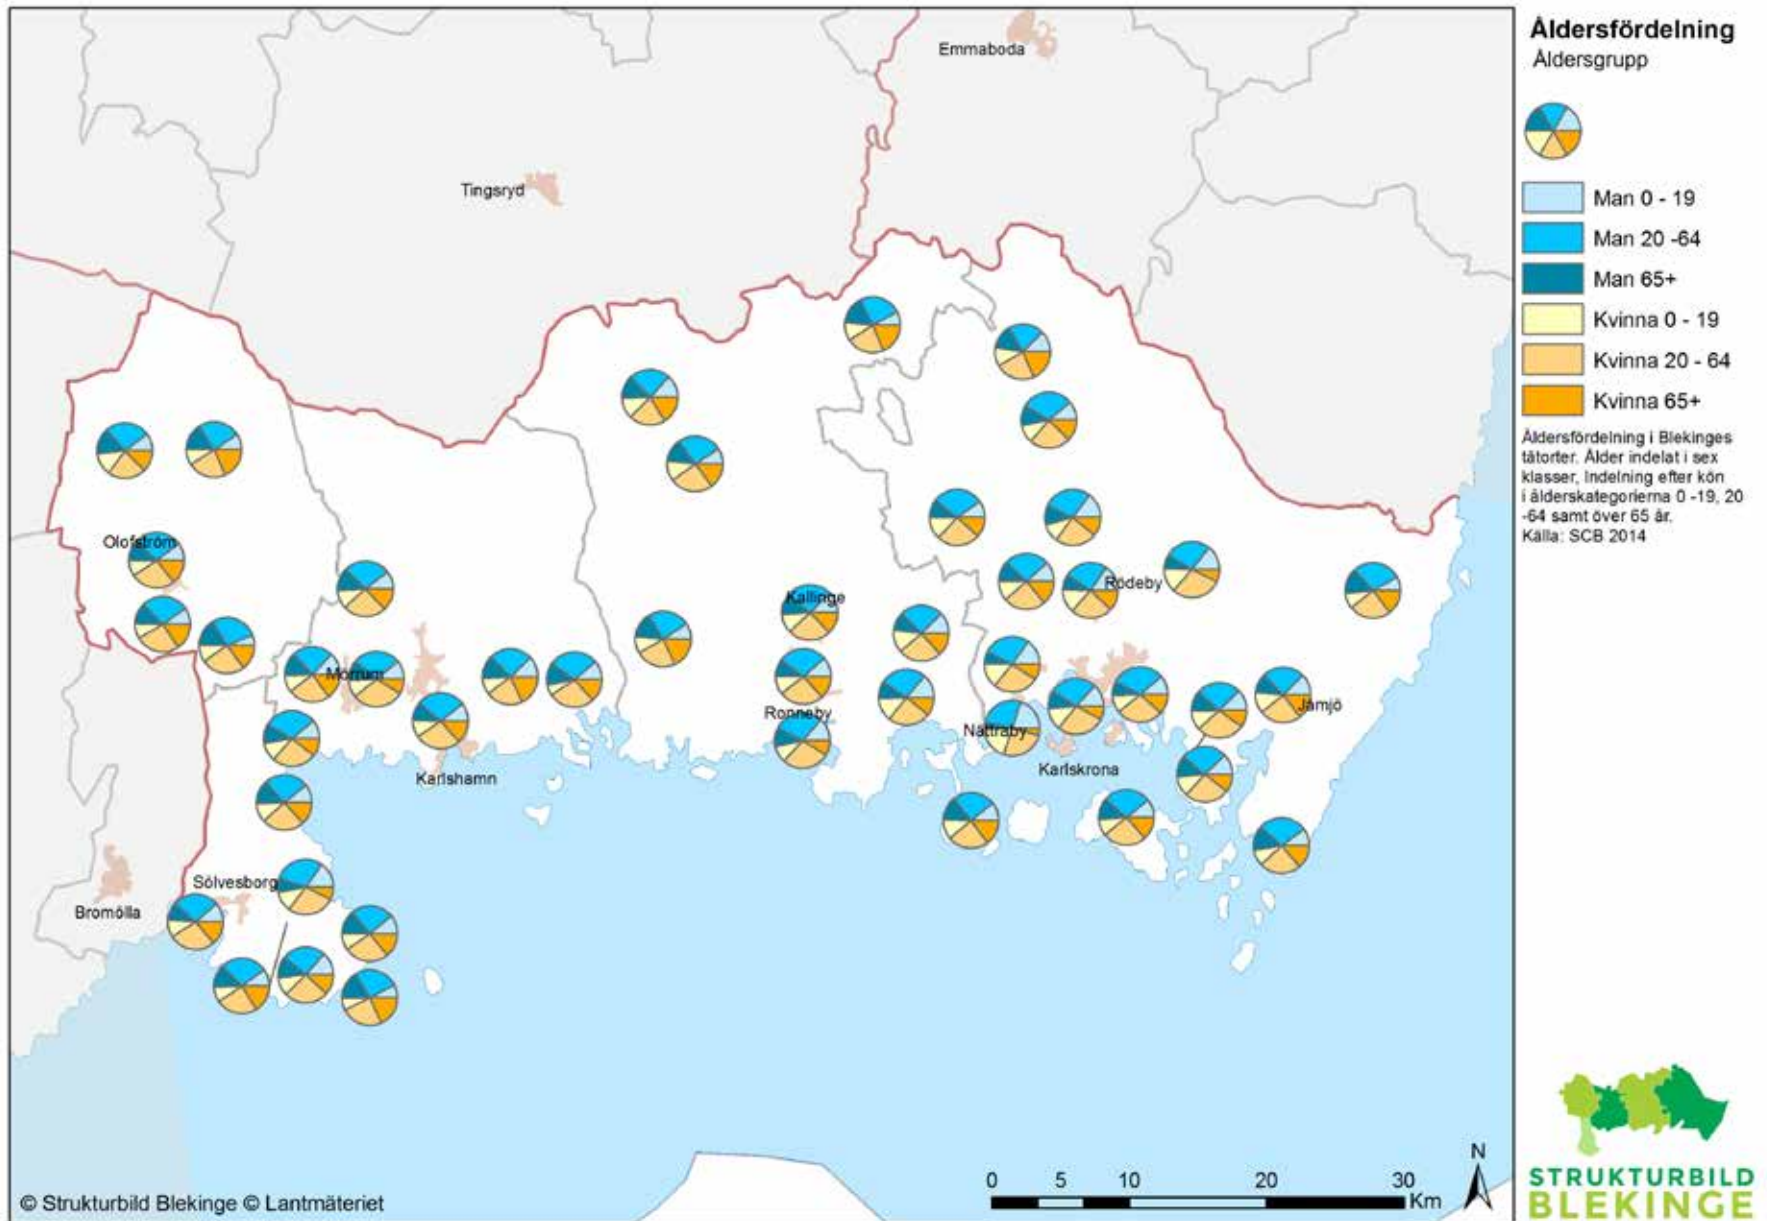 Emmaboda
Tingsryd
Olofström
Kallinge
Rödeby
Mörrum
Ronneby
Nättraby
Jämjö
Karlshamn
Karlskrona
Sölvesborg
Bromölla
© Strukturbild Blekinge © Lantmäteriet
0 5 10 20 30
Km
N
Åldersfördelning
Åldersgrupp
Man 0 - 19
Man 20 -64
Man 65+
Kvinna 0 - 19
Kvinna 20 - 64
Kvinna 65+
Åldersfördelning i Blekinges
tätorter. Ålder indelat i sex
klasser, Indelning efter kön
i ålderskategorierna 0 -19, 20
-64 samt över 65 år.
Källa: SCB 2014
STRUKTURBILD
BLEKINGE